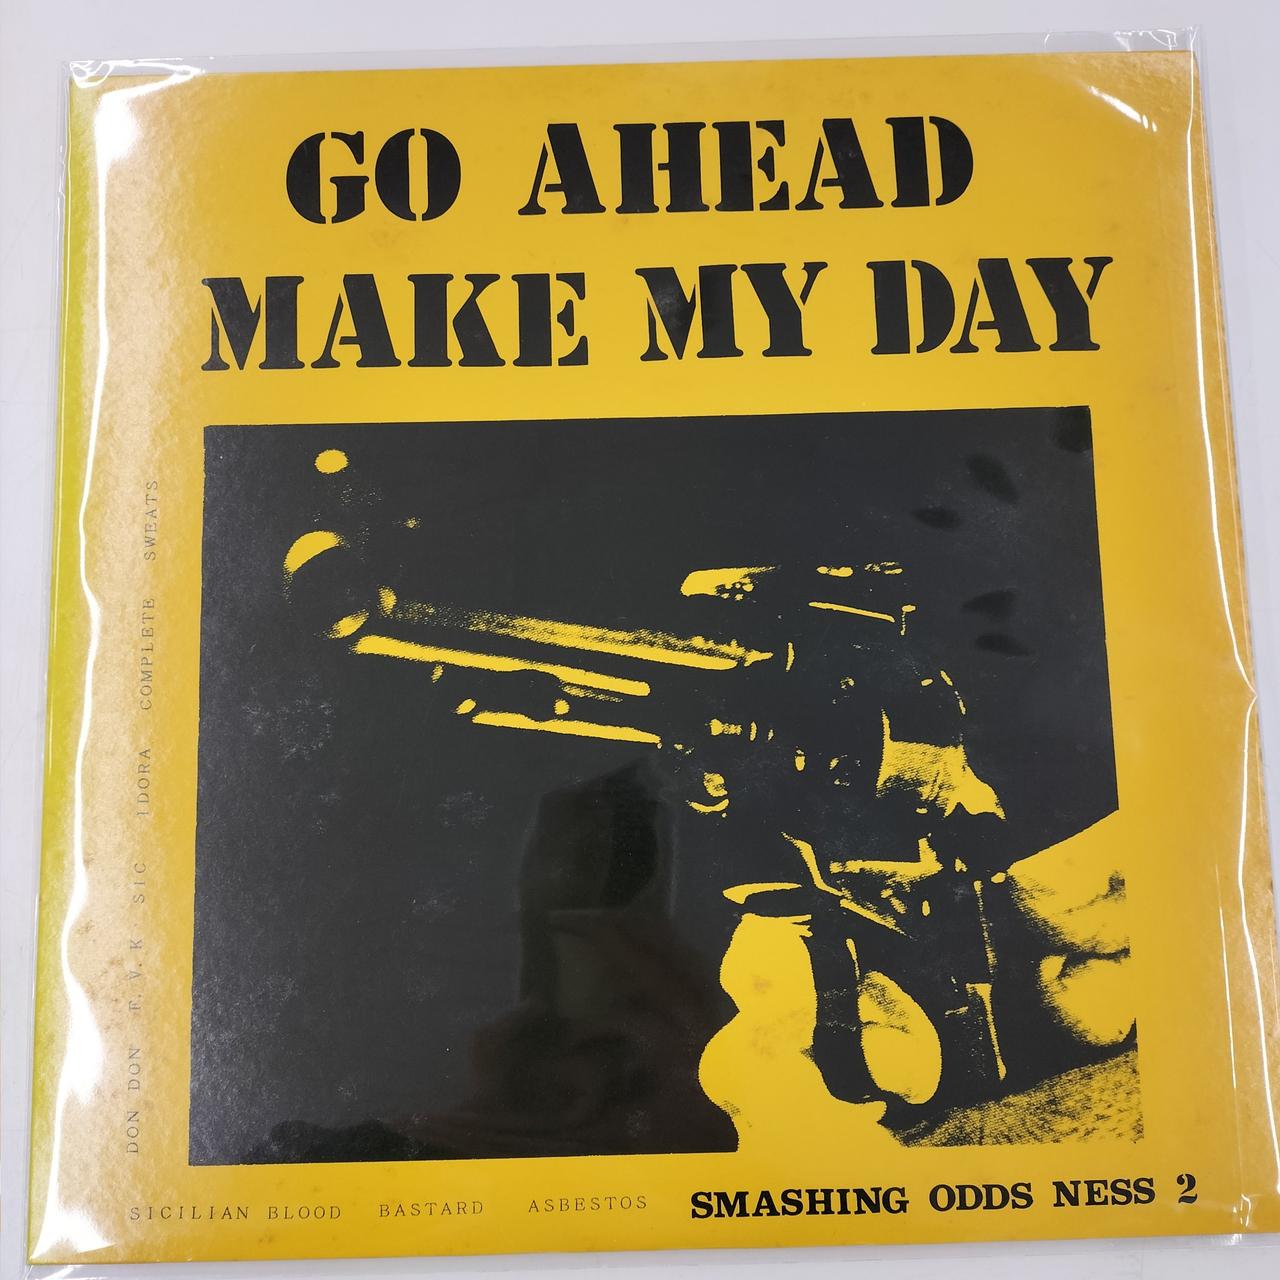 GO AHEAD
MAKE MY DAY
DON DON F. V. K SIC IDORA COMPLETE SWEATS
SICILIAN BLOOD BASTARD ASBESTOS
SMASHING ODDS NESS 2